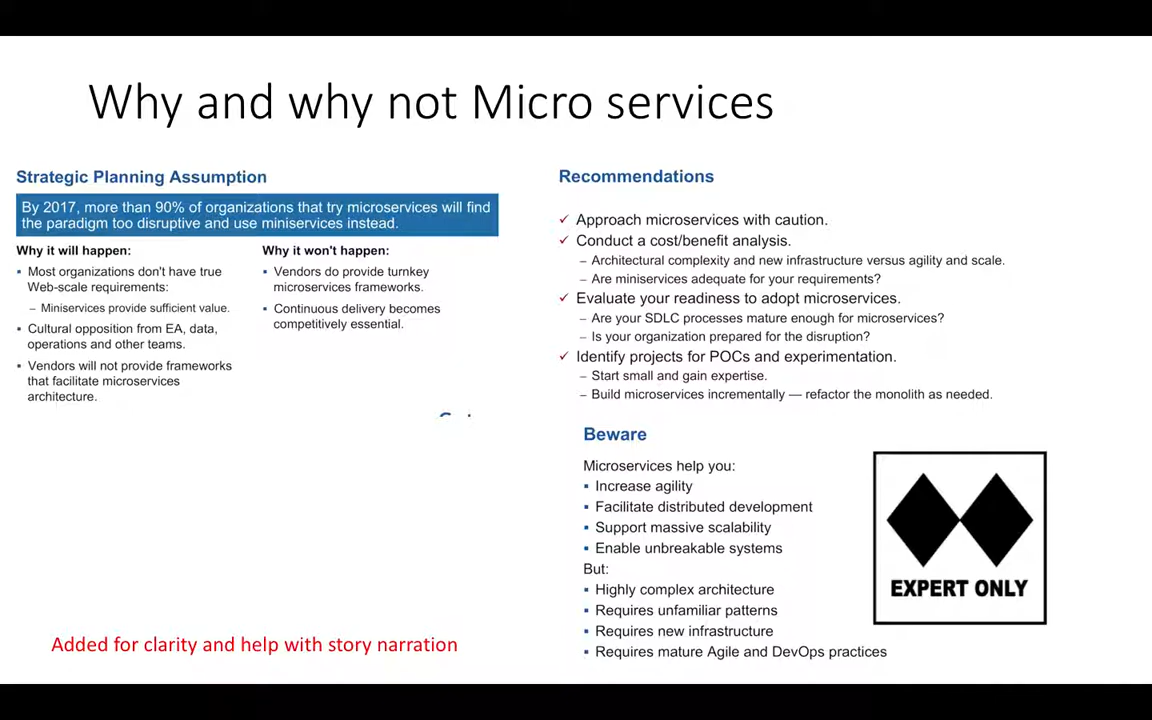 Why and why not Micro services
Strategic Planning Assumption
By 2017, more than 90% of organizations that try microservices will find
the paradigm too disruptive and use miniservices instead.
Why it will happen:
▪ Most organizations don't have true
Web-scale requirements:
– Miniservices provide sufficient value.
▪ Cultural opposition from EA, data,
operations and other teams.
▪ Vendors will not provide frameworks
that facilitate microservices
architecture.
Why it won't happen:
▪ Vendors do provide turnkey
microservices frameworks.
▪ Continuous delivery becomes
competitively essential.
Recommendations
✓ Approach microservices with caution.
✓ Conduct a cost/benefit analysis.
– Architectural complexity and new infrastructure versus agility and scale.
– Are miniservices adequate for your requirements?
✓ Evaluate your readiness to adopt microservices.
– Are your SDLC processes mature enough for microservices?
– Is your organization prepared for the disruption?
✓ Identify projects for POCs and experimentation.
– Start small and gain expertise.
– Build microservices incrementally — refactor the monolith as needed.
Beware
Microservices help you:
▪ Increase agility
▪ Facilitate distributed development
▪ Support massive scalability
▪ Enable unbreakable systems
But:
▪ Highly complex architecture
▪ Requires unfamiliar patterns
▪ Requires new infrastructure
▪ Requires mature Agile and DevOps practices
EXPERT ONLY
Added for clarity and help with story narration